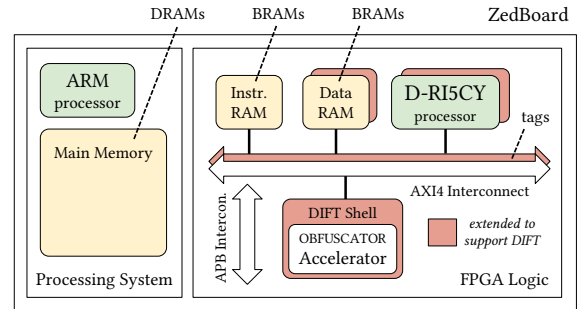 DRAMs
BRAMs
BRAMs
ZedBoard
ARM
processor
Main Memory
Processing System
Instr.
RAM
Data
RAM
D-RI5CY
processor
tags
AXI4 Interconnect
APB Intercon.
DIFT Shell
OBFUSCATOR
Accelerator
extended to
support DIFT
FPGA Logic